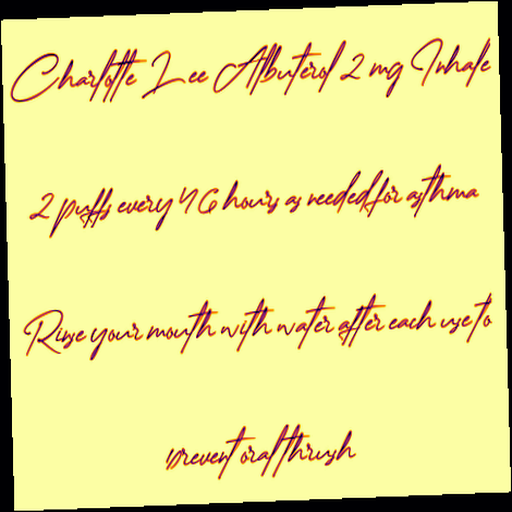 Charlotte Lee Albuterol 2 mg Inhale
2 puffs every 4 6 hours as needed for asthma
Rinse your mouth with water after each use to
prevent oral thrush